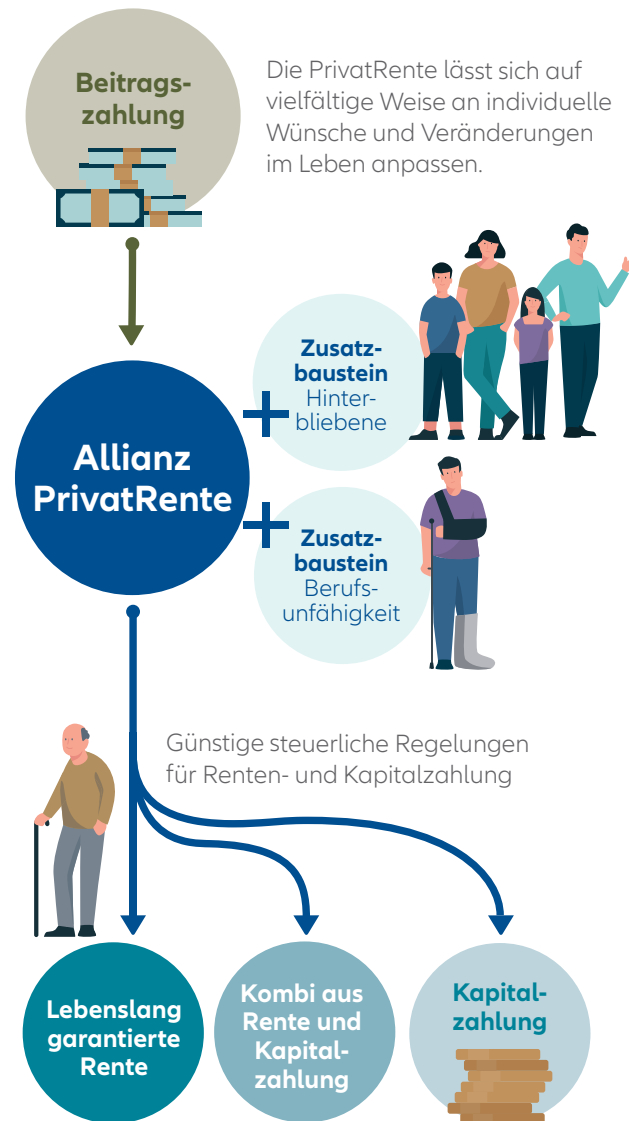 Beitrags-
zahlung
Die PrivatRente lässt sich auf
vielfältige Weise an individuelle
Wünsche und Veränderungen
im Leben anpassen.
Zusatz-
baustein
Hinter-
bliebene
Allianz
PrivatRente
Zusatz-
baustein
Berufs-
unfähigkeit
Günstige steuerliche Regelungen
für Renten- und Kapitalzahlung
Lebenslang
garantierte
Rente
Kombi aus
Rente und
Kapital-
zahlung
Kapital-
zahlung